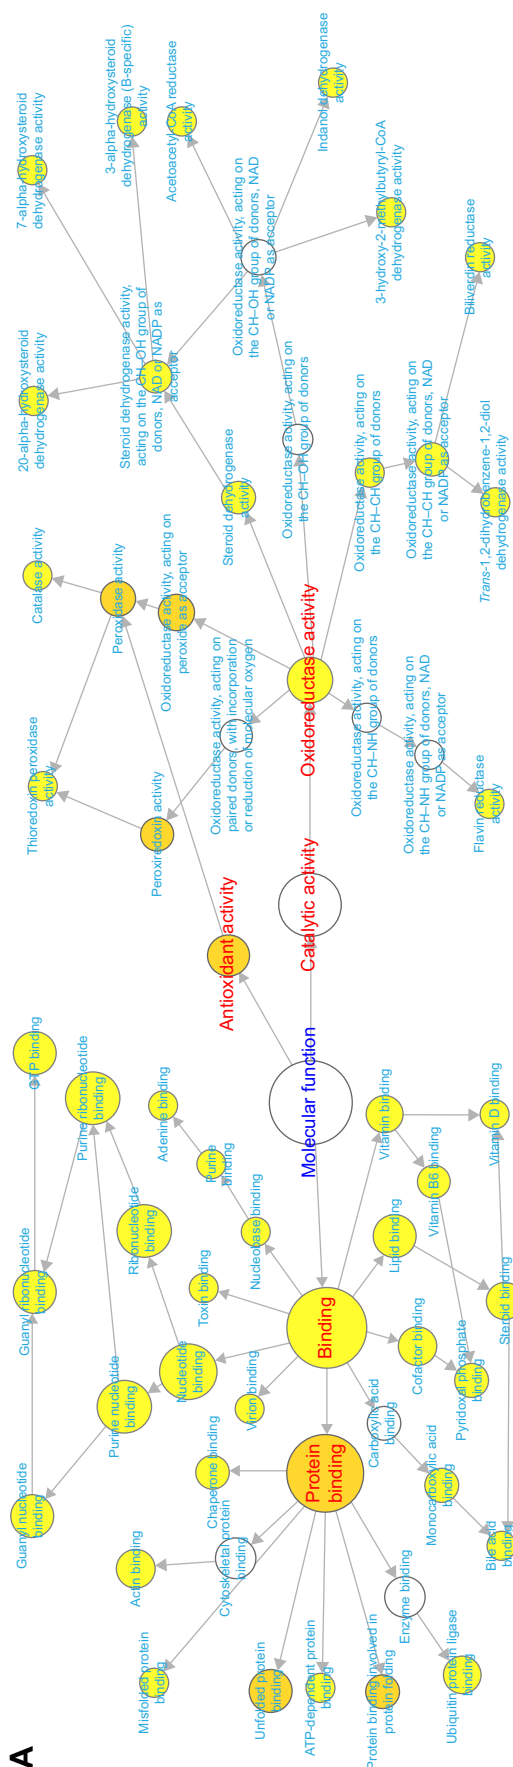 A
Misfolded protein
binding
Unfolded protein
binding
ATP-dependent protein
binding
Protein binding involved in
protein folding
Ubiquitin protein ligase
binding
Enzyme binding
Actin binding
Cytoskeletal protein
binding
Chaperone binding
Protein
binding
Guanyl nucleotide
binding
Purine nucleotide
binding
Nucleotide
binding
Virion binding
Toxin binding
Binding
Carboxylic acid
binding
Monocarboxylic acid
binding
Bile acid
binding
Cofactor binding
Pyridoxal phosphate
binding
Lipid binding
Steroid binding
Guanyl ribonucleotide
binding
Ribonucleotide
binding
Nucleobase binding
Purine
binding
Adenine binding
Purine ribonucleotide
binding
GTP binding
Vitamin binding
Vitamin B6 binding
Vitamin D binding
Molecular function
Antioxidant activity
Catalytic activity
Oxidoreductase activity
Thioredoxin peroxidase
activity
Peroxiredoxin activity
Catalase activity
Peroxidase activity
Oxidoreductase activity, acting on
peroxide as acceptor
Oxidoreductase activity, acting on
paired donors, with incorporation
or reduction of molecular oxygen
Oxidoreductase activity, acting on
the CH–NH group of donors
Oxidoreductase activity, acting on
the CH–NH group of donors, NAD
or NADP as acceptor
Flavin reductase
activity
Steroid dehydrogenase
activity
Oxidoreductase activity, acting on
the CH–OH group of donors
Oxidoreductase activity, acting on
the CH–CH group of donors
Oxidoreductase activity, acting on
the CH–CH group of donors, NAD
or NADP as acceptor
Trans-1,2-dihydrobenzene-1,2-diol
dehydrogenase activity
Biliverdin reductase
activity
20-alpha-hydroxysteroid
dehydrogenase activity
7-alpha-hydroxysteroid
dehydrogenase activity
Steroid dehydrogenase activity,
acting on the CH–OH group of
donors, NAD or NADP as
acceptor
3-alpha-hydroxysteroid
dehydrogenase (B-specific)
activity
Acetoacetyl-CoA reductase
activity
Oxidoreductase activity, acting on
the CH–OH group of donors, NAD
or NADP as acceptor
Indanol dehydrogenase
activity
3-hydroxy-2-methylbutyryl-CoA
dehydrogenase activity